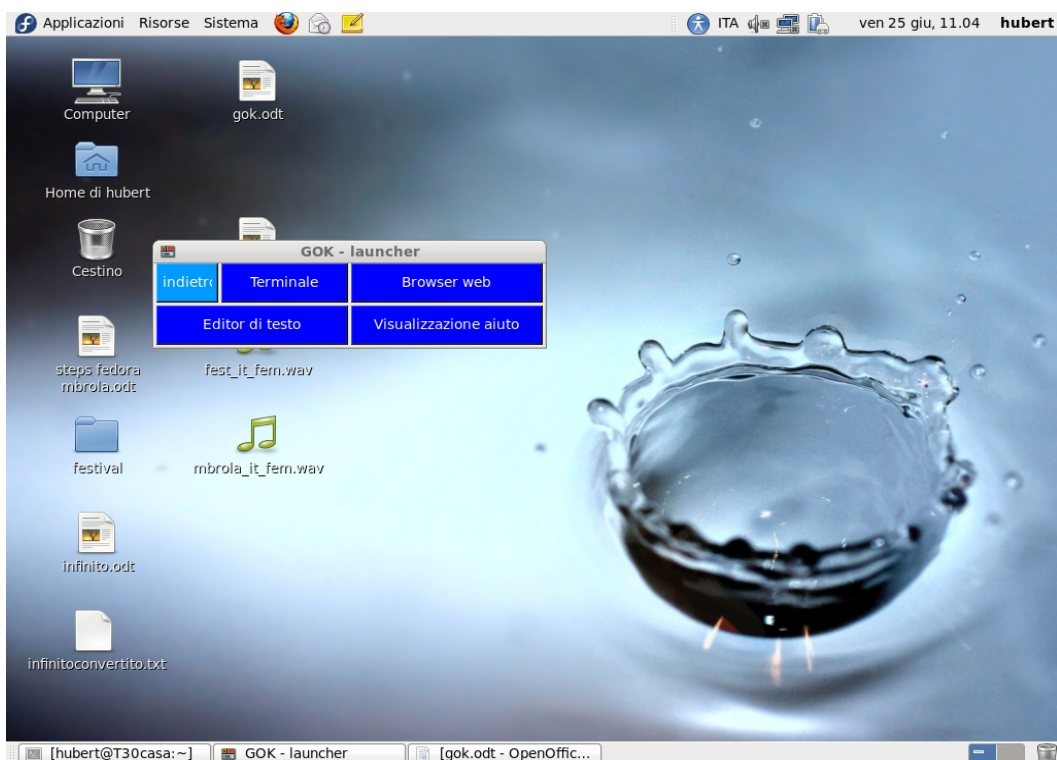 Applicazioni Risorse Sistema ITA ven 25 giu, 11.04 hubert
Computer
gok.odt
Home di hubert
Cestino
GOK - launcher
indietro Terminale Browser web
Editor di testo Visualizzazione aiuto
steps fedora
mbrola.odt
fest_it_fem.wav
festival
mbrola_it_fem.wav
infinito.odt
infinitoconvertito.txt
[hubert@T30casa:~] GOK - launcher [gok.odt - OpenOffic...